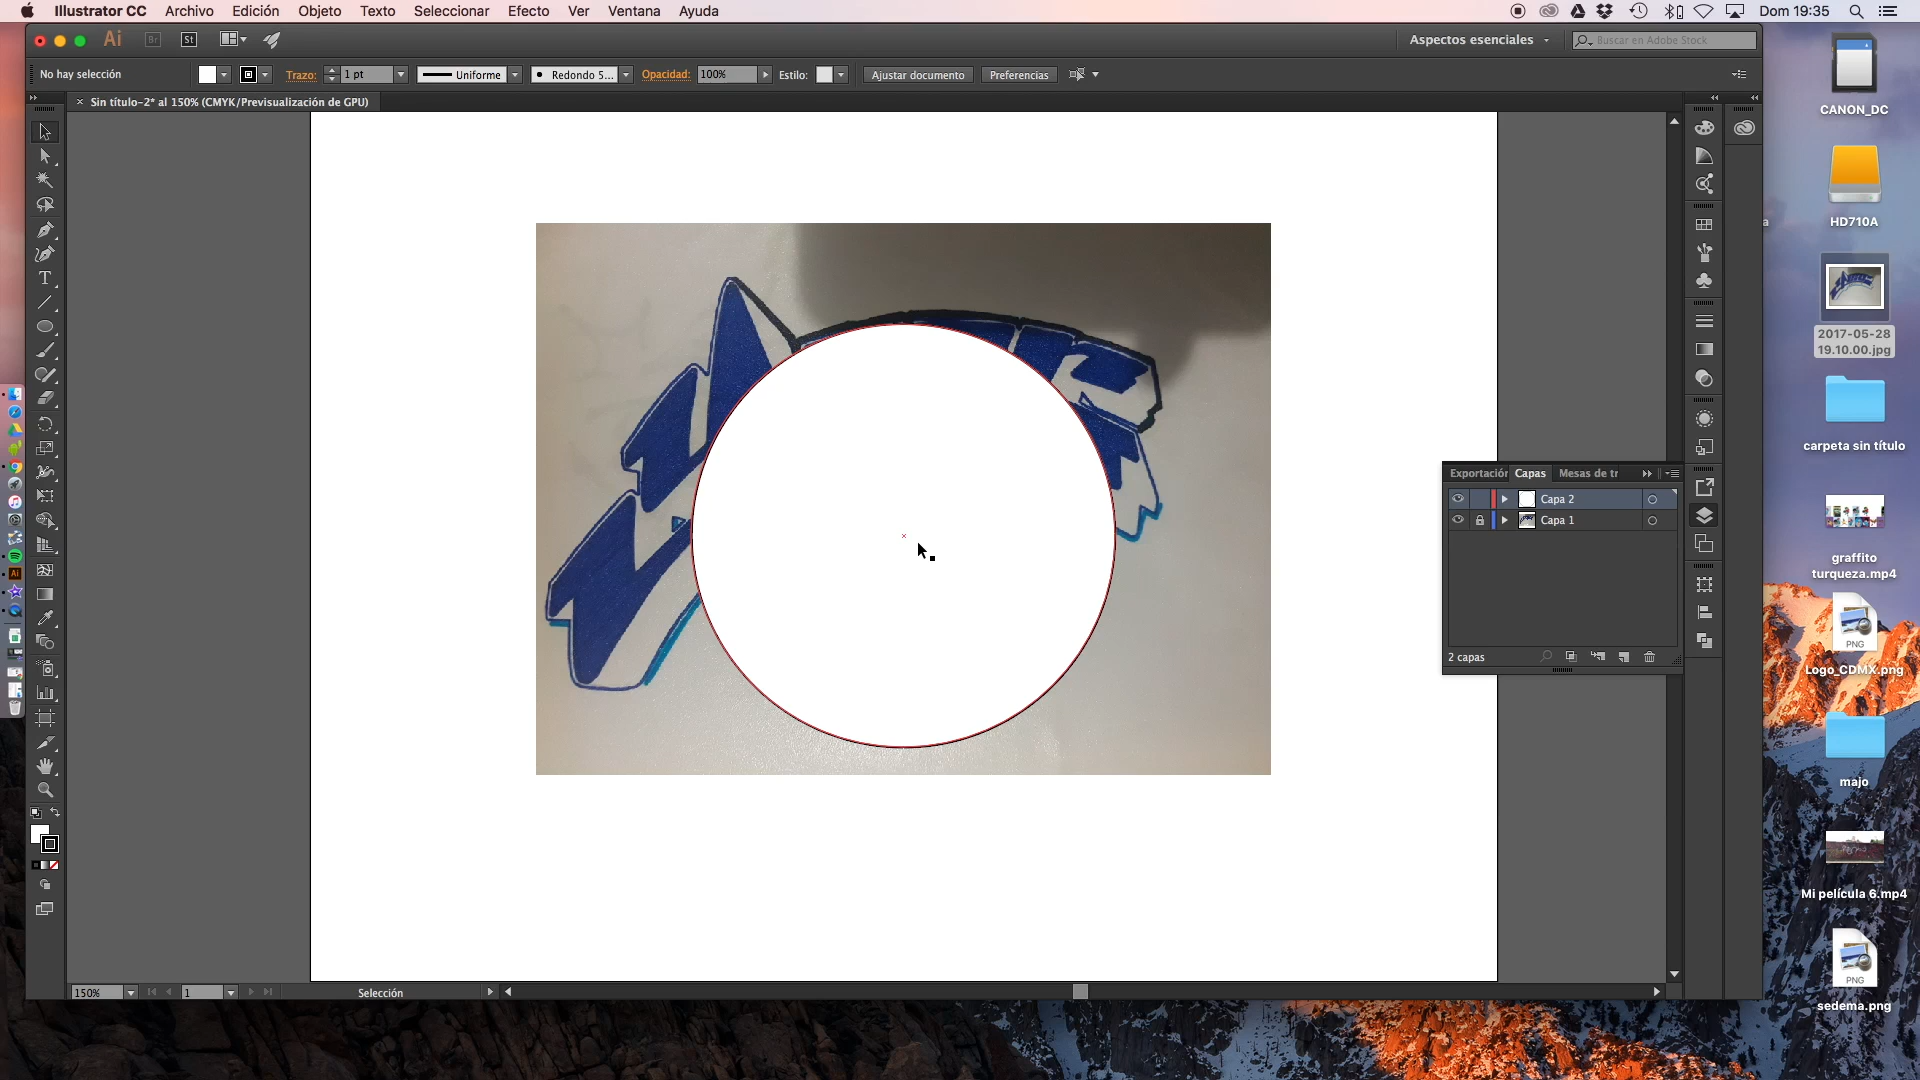 Illustrator CC Archivo Edición Objeto Texto Seleccionar Efecto Ver Ventana Ayuda Dom 19:35
Ai Br St Aspectos esenciales Buscar en Adobe Stock
No hay selección Trazo: 1 pt Uniforme Redondo 5... Opacidad: 100% Estilo: Ajustar documento Preferencias
× Sin título-2* al 150% (CMYK/Previsualización de GPU)
CANON_DC
HD710A
2017-05-28
19.10.00.jpg
carpeta sin título
Exportación Capas Mesas de tr
Capa 2
Capa 1
2 capas
graffito
turqueza.mp4
PNG
Logo_CDMX.png
majo
Mi película 6.mp4
PNG
sedema.png
150% 1 Selección